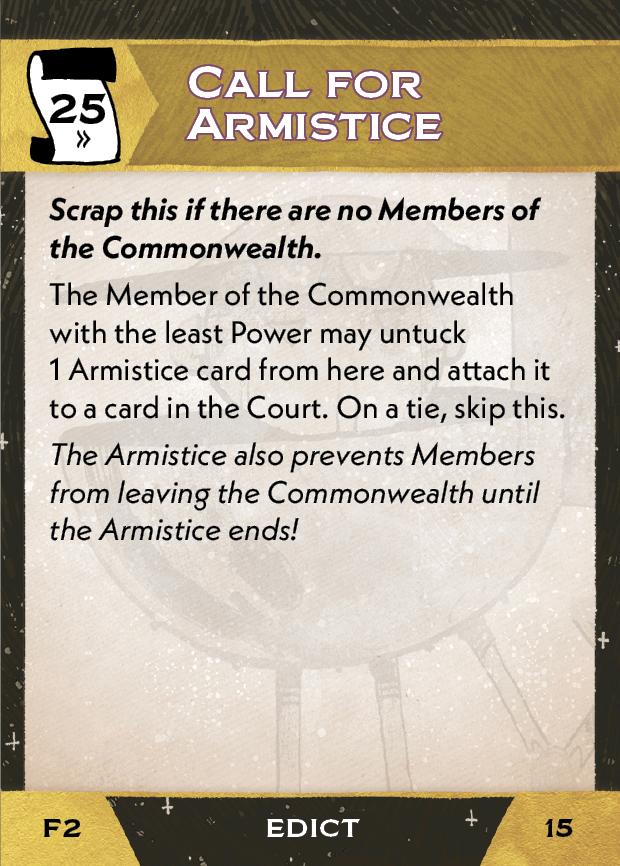 25
»
CALL FOR
ARMISTICE
Scrap this if there are no Members of
the Commonwealth.
The Member of the Commonwealth
with the least Power may untuck
1 Armistice card from here and attach it
to a card in the Court. On a tie, skip this.
The Armistice also prevents Members
from leaving the Commonwealth until
the Armistice ends!
F2 EDICT 15